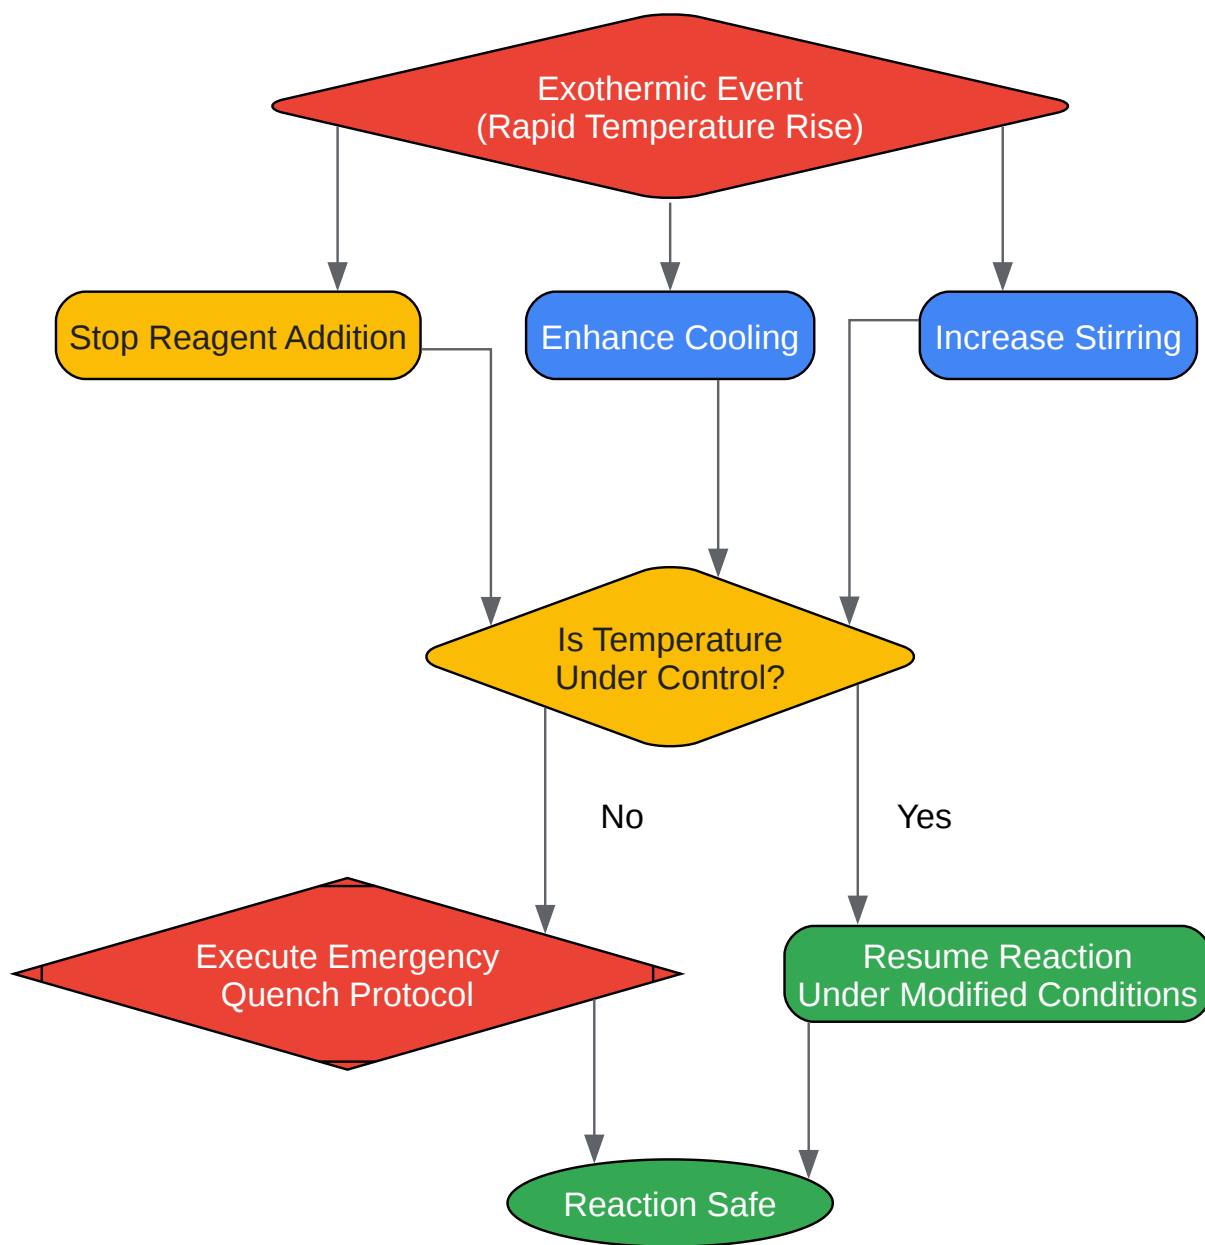 Exothermic Event
(Rapid Temperature Rise)
Stop Reagent Addition
Enhance Cooling
Increase Stirring
Is Temperature
Under Control?
No
Yes
Execute Emergency
Quench Protocol
Resume Reaction
Under Modified Conditions
Reaction Safe